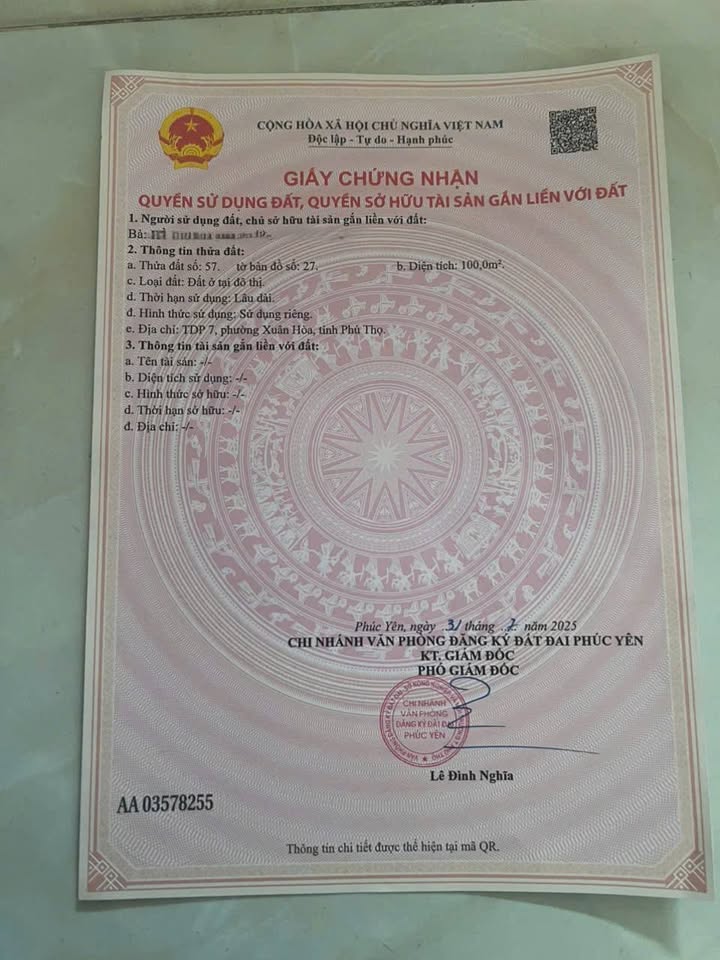 CỘNG HÒA XÃ HỘI CHỦ NGHĨA VIỆT NAM
Độc lập - Tự do - Hạnh phúc
GIẤY CHỨNG NHẬN
QUYỀN SỬ DỤNG ĐẤT, QUYỀN SỞ HỮU TÀI SẢN GẮN LIỀN VỚI ĐẤT
1. Người sử dụng đất, chủ sở hữu tài sản gắn liền với đất:
Bà:
2. Thông tin thửa đất:
a. Thửa đất số: 57. tờ bản đồ số: 27. b. Diện tích: 100,0m².
c. Loại đất: Đất ở tại đô thị.
d. Thời hạn sử dụng: Lâu dài.
đ. Hình thức sử dụng: Sử dụng riêng.
e. Địa chỉ: TDP 7, phường Xuân Hòa, tỉnh Phú Thọ.
3. Thông tin tài sản gắn liền với đất:
a. Tên tài sản: -/-
b. Diện tích sử dụng: -/-
c. Hình thức sở hữu: -/-
d. Thời hạn sở hữu: -/-
đ. Địa chỉ: -/-
Phúc Yên, ngày 31 tháng 7 năm 2025
CHI NHÁNH VĂN PHÒNG ĐĂNG KÝ ĐẤT ĐAI PHÚC YÊN
KT. GIÁM ĐỐC
PHÓ GIÁM ĐỐC
CHI NHÁNH
VĂN PHÒNG
ĐĂNG KÝ ĐẤT ĐAI
PHÚC YÊN
Lê Đình Nghĩa
AA 03578255
Thông tin chi tiết được thể hiện tại mã QR.